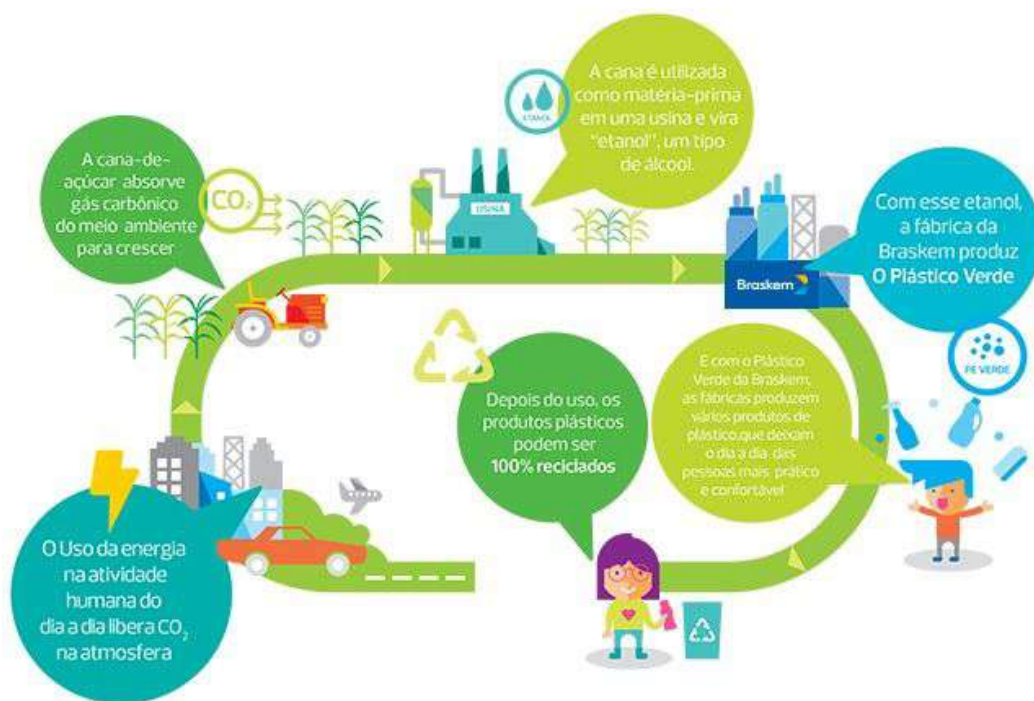 O Uso da energia
na atividade
humana do
dia a dia libera CO₂
na atmosfera
A cana-de-
açúcar absorve
gás carbônico
do meio ambiente
para crescer
CO₂
USINA
ETANOL
A cana é utilizada
como matéria-prima
em uma usina e vira
"etanol", um tipo
de álcool.
Braskem
Com esse etanol,
a fábrica da
Braskem produz
O Plástico Verde
PE VERDE
E com o Plástico
Verde da Braskem,
as fábricas produzem
vários produtos de
plástico,que deixam
o dia a dia das
pessoas mais prático
e confortável
Depois do uso, os
produtos plásticos
podem ser
100% reciclados